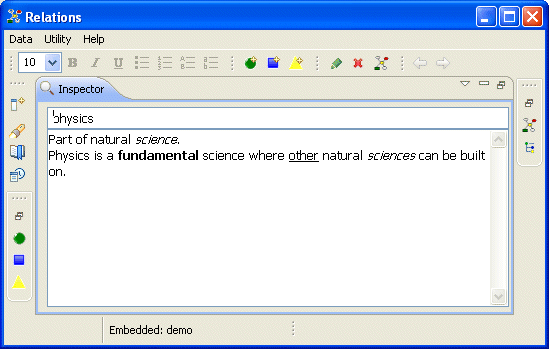 Relations
Data Utility Help
10 B I U
Inspector
physics
Part of natural science.
Physics is a fundamental science where other natural sciences can be built
on.
Embedded: demo